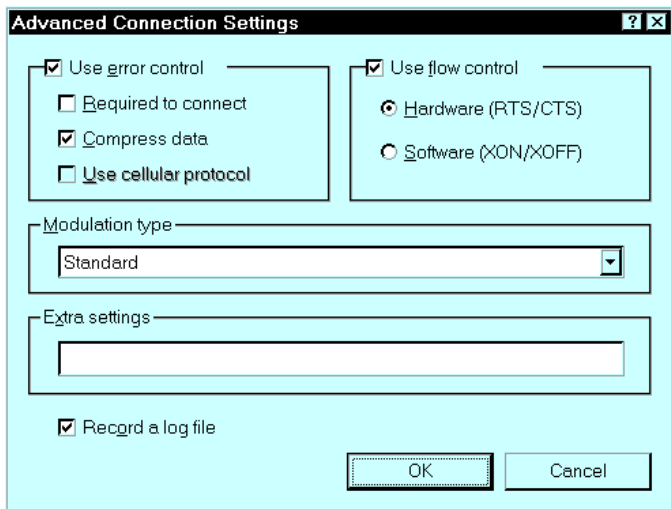 Advanced Connection Settings
? X
Use error control
Required to connect
Compress data
Use cellular protocol
Use flow control
Hardware (RTS/CTS)
Software (XON/XOFF)
Modulation type
Standard
Extra settings
Record a log file
OK
Cancel